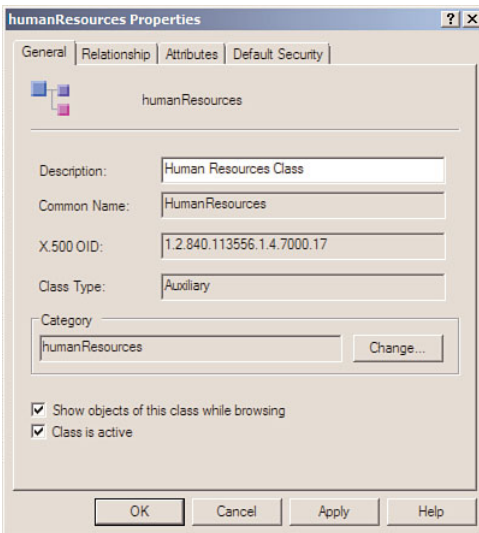 humanResources Properties
General Relationship Attributes Default Security
humanResources
Description: Human Resources Class
Common Name: HumanResources
X.500 OID: 1.2.840.113556.1.4.7000.17
Class Type: Auxiliary
Category
humanResources Change...
Show objects of this class while browsing
Class is active
OK Cancel Apply Help